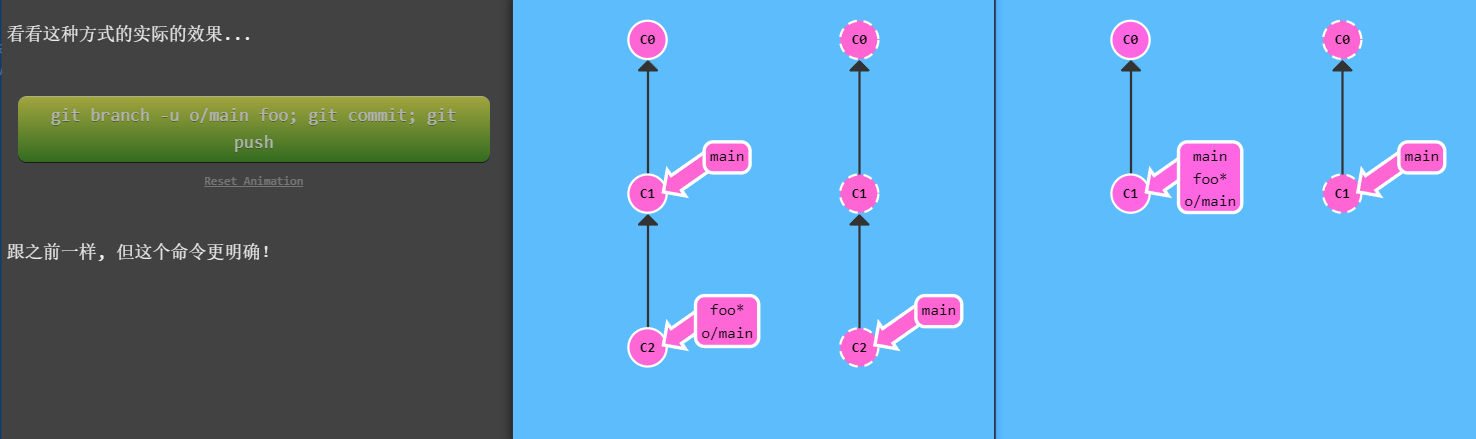 看看这种方式的实际的效果...
git branch -u o/main foo; git commit; git
push
Reset Animation
跟之前一样, 但这个命令更明确!
C0
C0
main
C1
C1
foo*
o/main
main
C2
C2
C0
C0
main
foo*
o/main
main
C1
C1